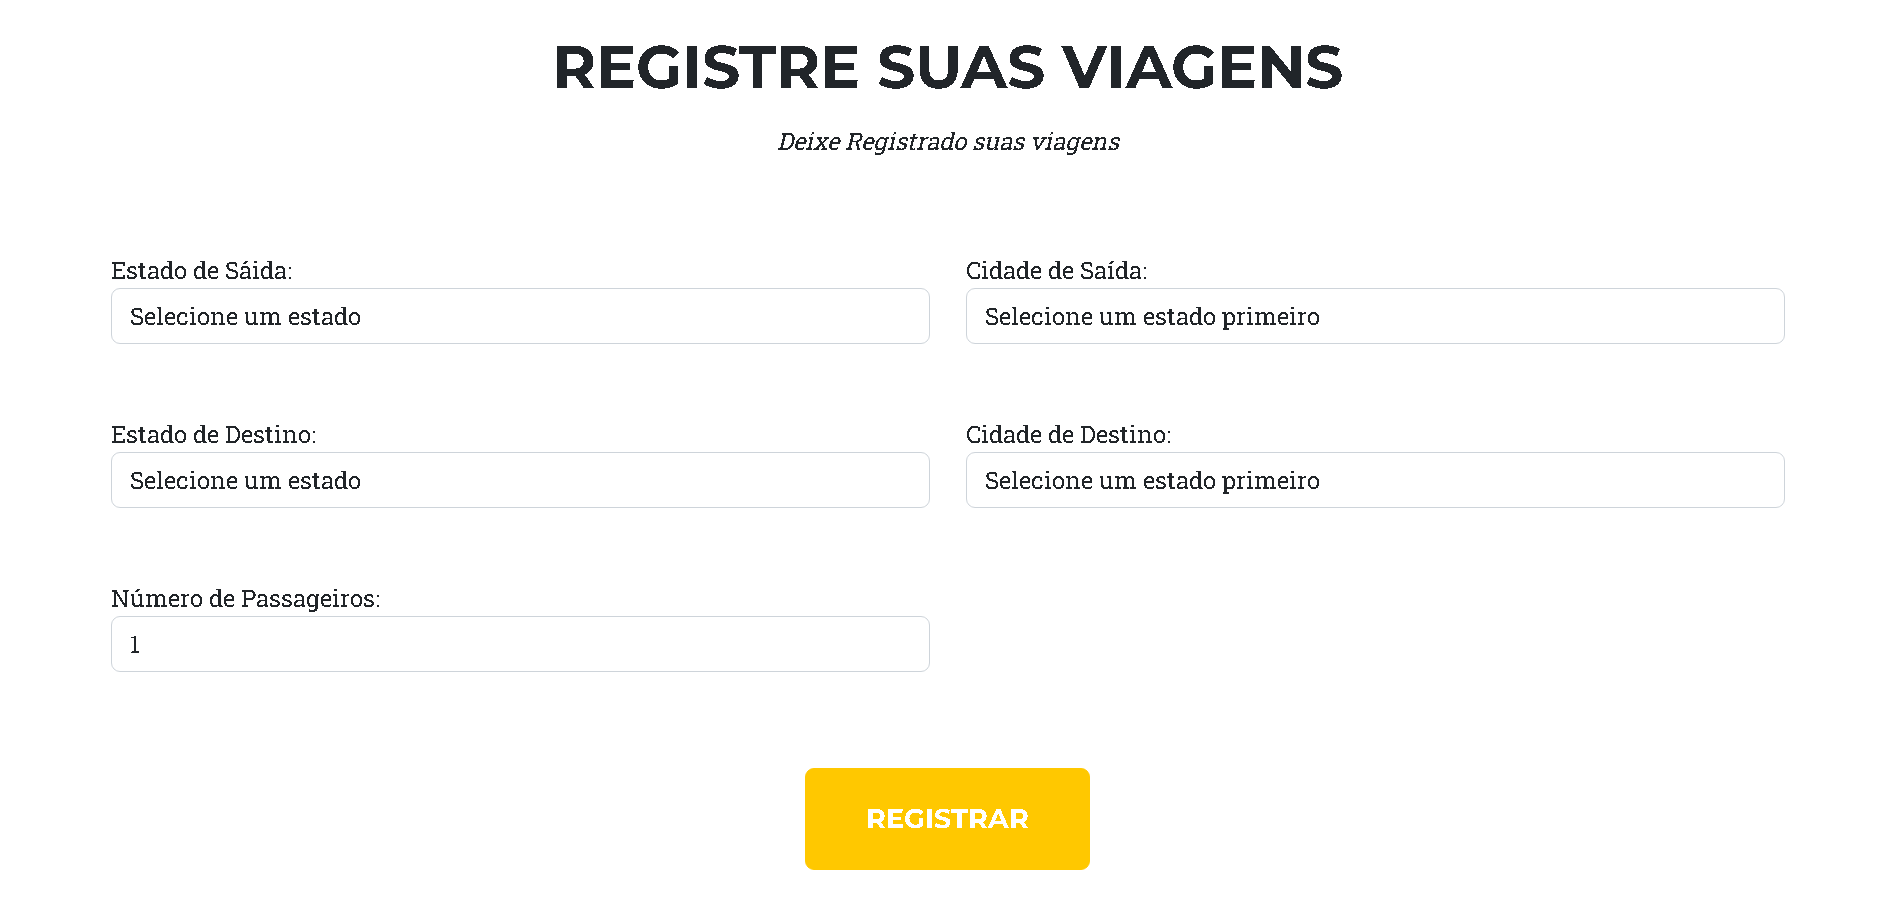 REGISTRE SUAS VIAGENS
Deixe Registrado suas viagens
Estado de Sáida:
Cidade de Saída:
Selecione um estado
Selecione um estado primeiro
Estado de Destino:
Cidade de Destino:
Selecione um estado
Selecione um estado primeiro
Número de Passageiros:
1
REGISTRAR